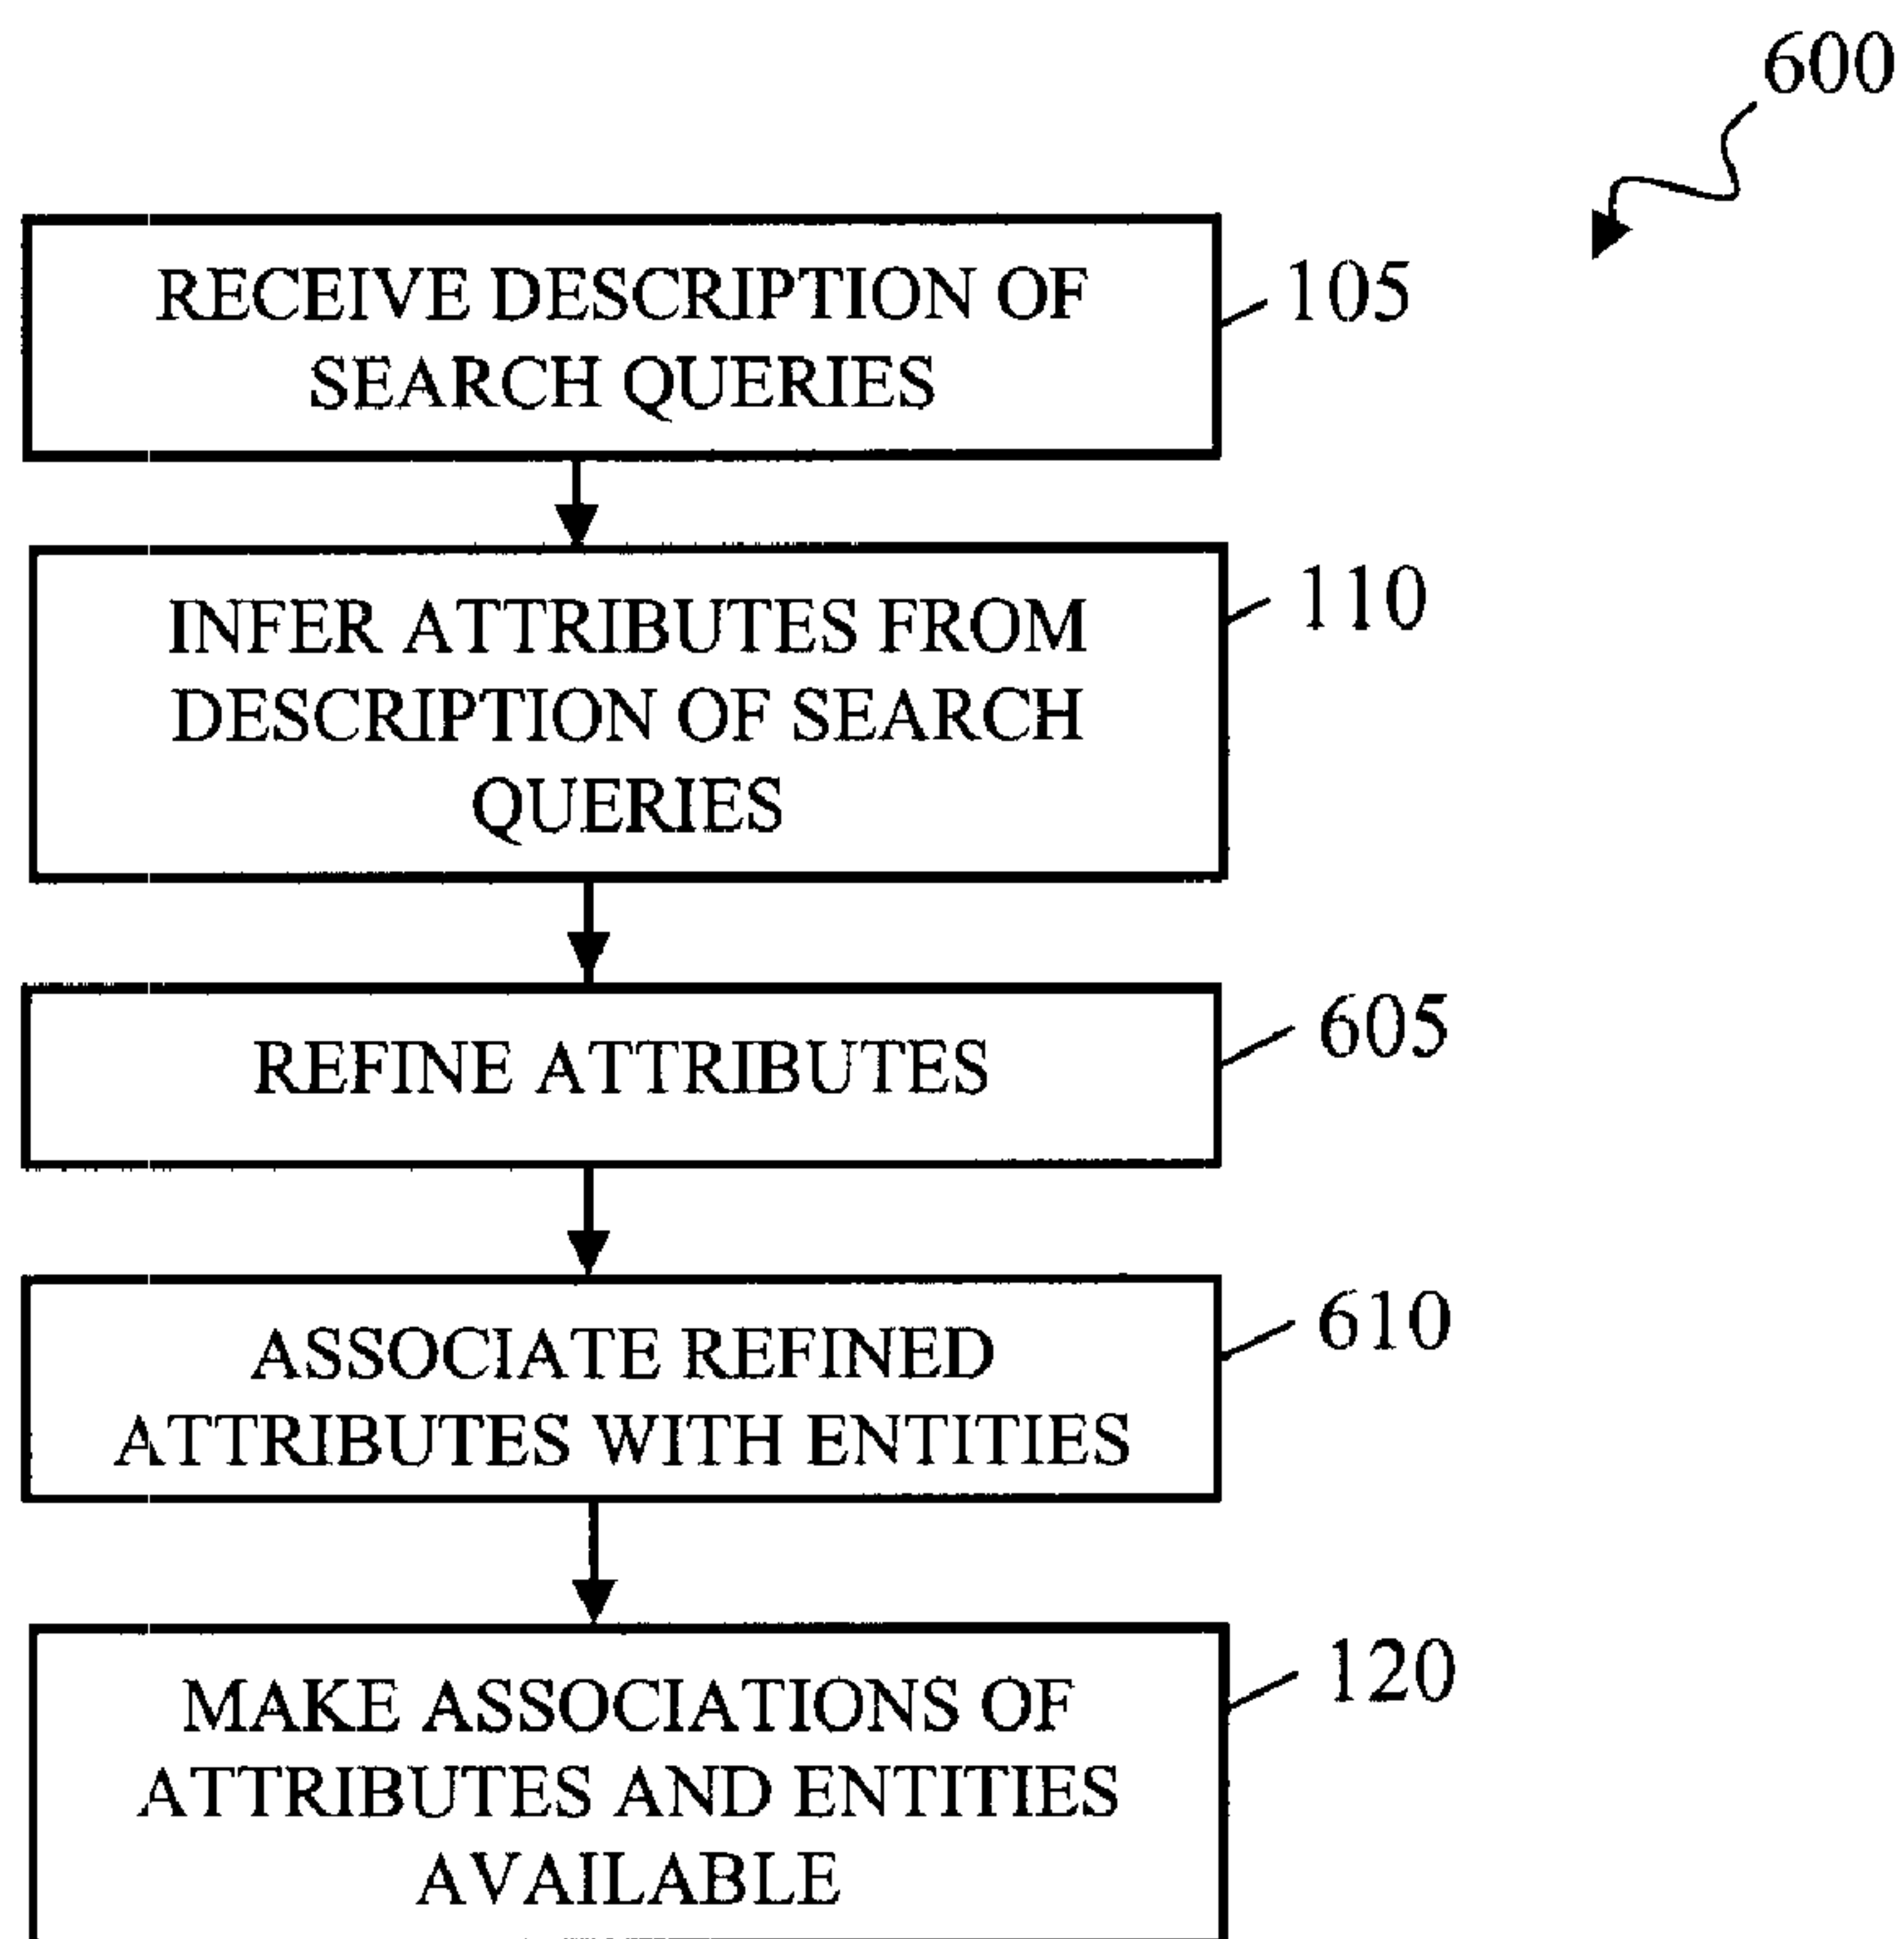 600
RECEIVE DESCRIPTION OF
SEARCH QUERIES
105
INFER ATTRIBUTES FROM
DESCRIPTION OF SEARCH
QUERIES
110
REFINE ATTRIBUTES
605
ASSOCIATE REFINED
ATTRIBUTES WITH ENTITIES
610
MAKE ASSOCIATIONS OF
ATTRIBUTES AND ENTITIES
AVAILABLE
120